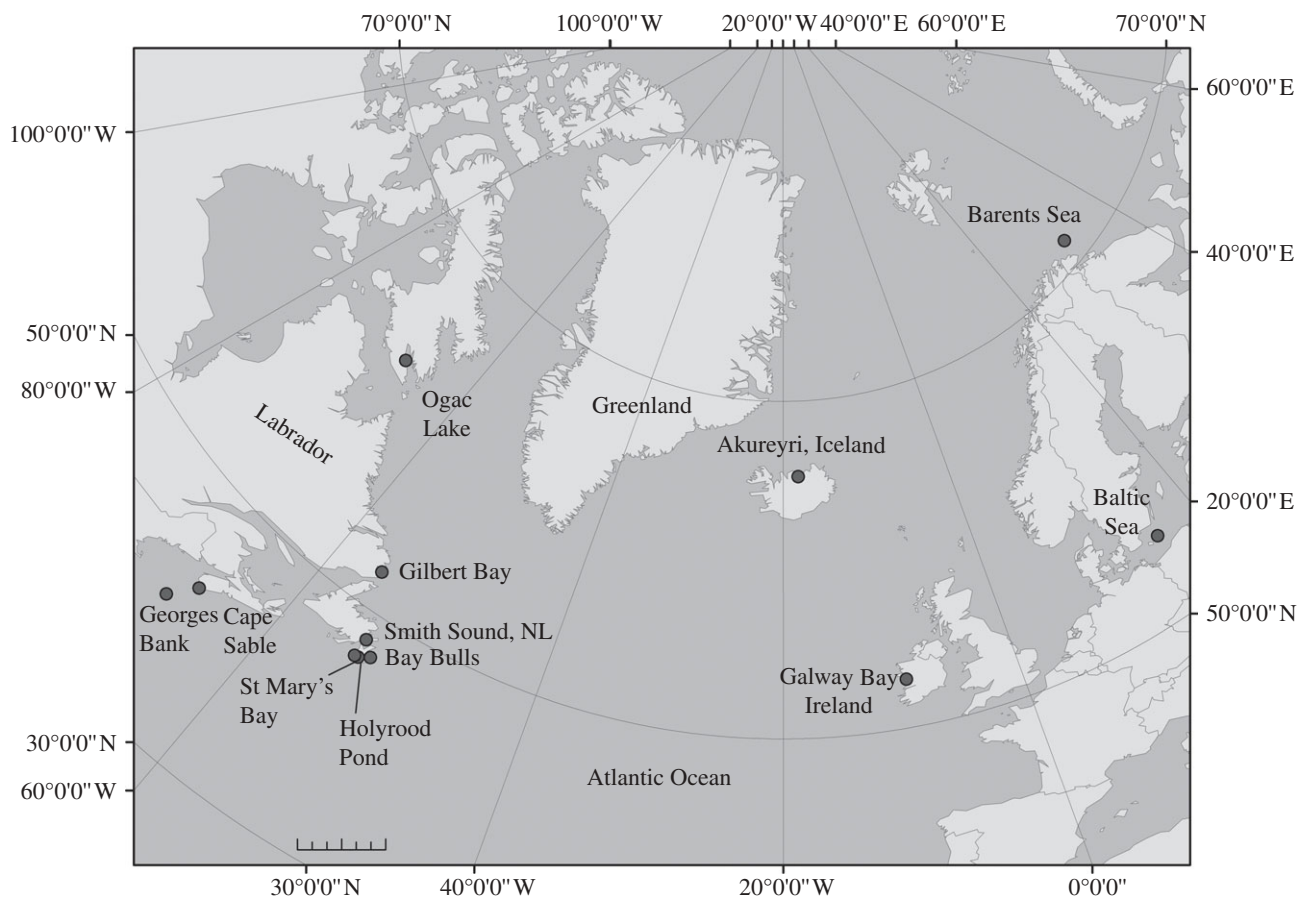 70°0'0"N
100°0'0"W
20°0'0"W
40°0'0"E
60°0'0"E
70°0'0"N
60°0'0"E
100°0'0"W
Barents Sea
40°0'0"E
50°0'0"N
80°0'0"W
Ogac
Lake
Labrador
Greenland
Akureyri, Iceland
Baltic
Sea
20°0'0"E
Gilbert Bay
Georges
Bank
Cape
Sable
50°0'0"N
Smith Sound, NL
Bay Bulls
St Mary's
Bay
Galway Bay
Ireland
Holyrood
Pond
30°0'0"N
Atlantic Ocean
60°0'0"W
30°0'0"N
40°0'0"W
20°0'0"W
0°0'0"